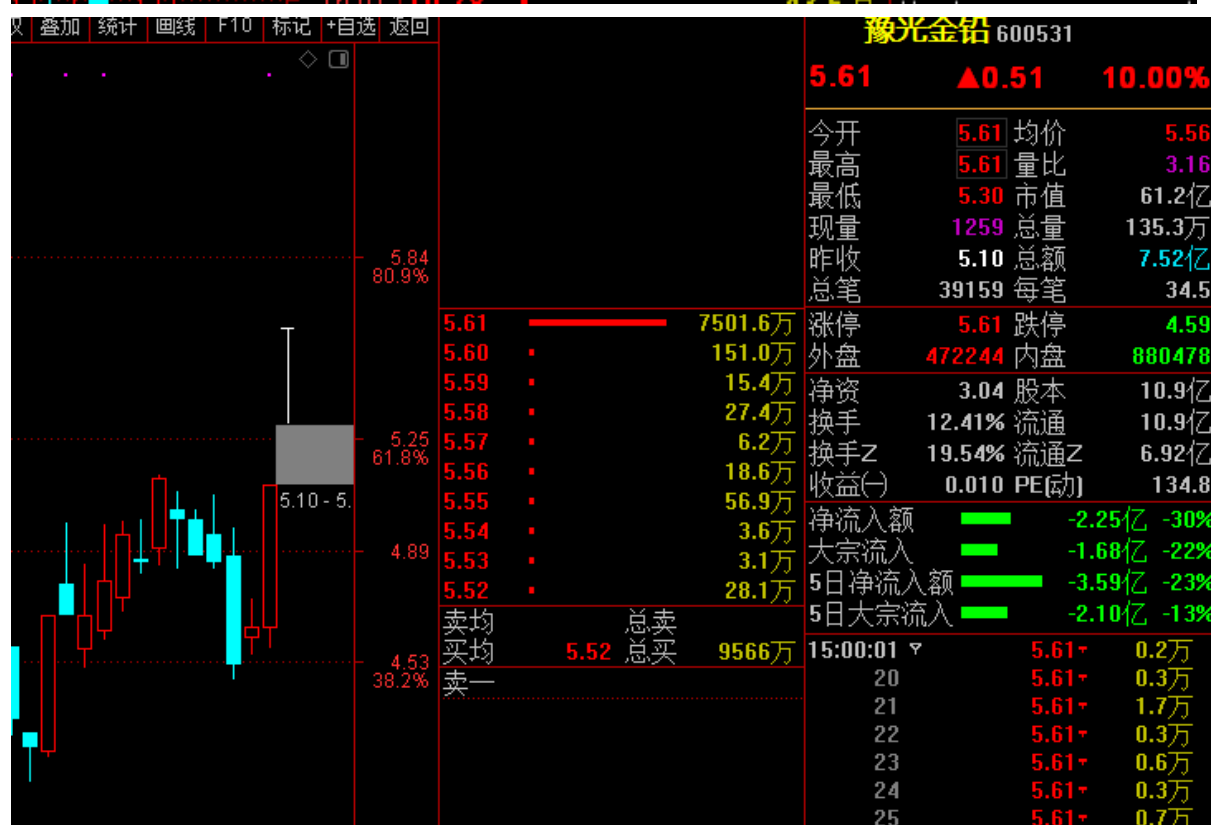 叠加 统计 画线 F10 标记 +自选 返回
5.84
80.9%
5.25
61.8%
5.10 - 5.
4.89
4.53
38.2%
5.61 7501.6万
5.60 151.0万
5.59 15.4万
5.58 27.4万
5.57 6.2万
5.56 18.6万
5.55 56.9万
5.54 3.6万
5.53 3.1万
5.52 28.1万
卖均 总卖
买均 5.52 总买 9566万
卖一
豫光金铅 600531
5.61 ▲0.51 10.00%
今开 5.61 均价 5.56
最高 5.61 量比 3.16
最低 5.30 市值 61.2亿
现量 1259 总量 135.3万
昨收 5.10 总额 7.52亿
总笔 39159 每笔 34.5
涨停 5.61 跌停 4.59
外盘 472244 内盘 880478
净资 3.04 股本 10.9亿
换手 12.41% 流通 10.9亿
换手Z 19.54% 流通Z 6.92亿
收益(一) 0.010 PE(动) 134.8
净流入额 -2.25亿 -30%
大宗流入 -1.68亿 -22%
5日净流入额 -3.59亿 -23%
5日大宗流入 -2.10亿 -13%
15:00:01 5.61 0.2万
20 5.61 0.3万
21 5.61 1.7万
22 5.61 0.3万
23 5.61 0.6万
24 5.61 0.3万
25 5.61 0.7万